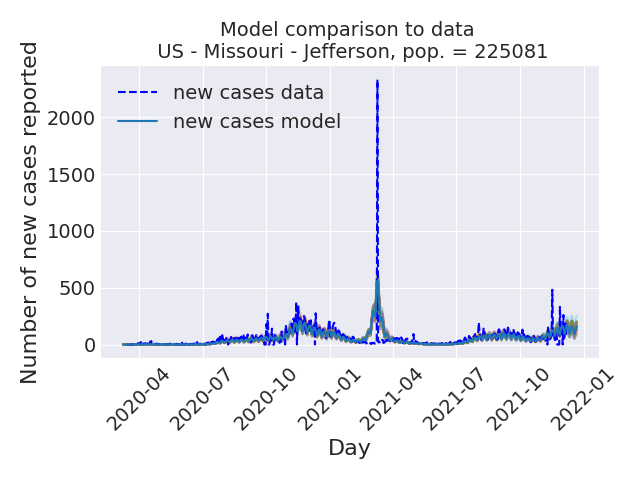 Model comparison to data
US - Missouri - Jefferson, pop. = 225081
Number of new cases reported
new cases data
new cases model
2000
1500
1000
500
0
2020-04
2020-07
2020-10
2021-01
2021-04
2021-07
2021-10
2022-01
Day